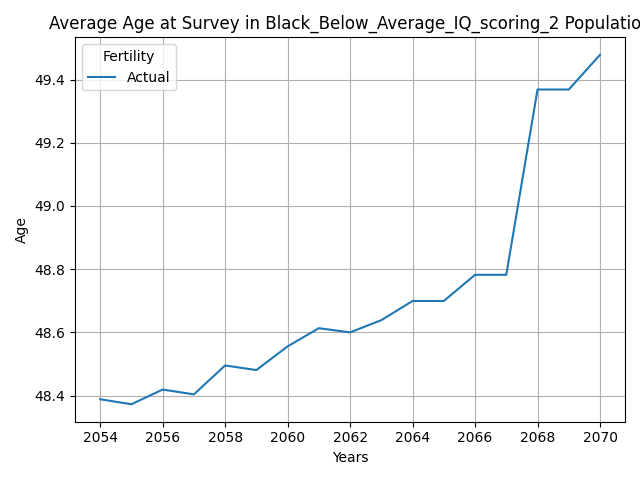 Average Age at Survey in Black_Below_Average_IQ_scoring_2 Populatio
Fertility
Actual
49.4
49.2
49.0
48.8
48.6
48.4
Age
2054 2056 2058 2060 2062 2064 2066 2068 2070
Years